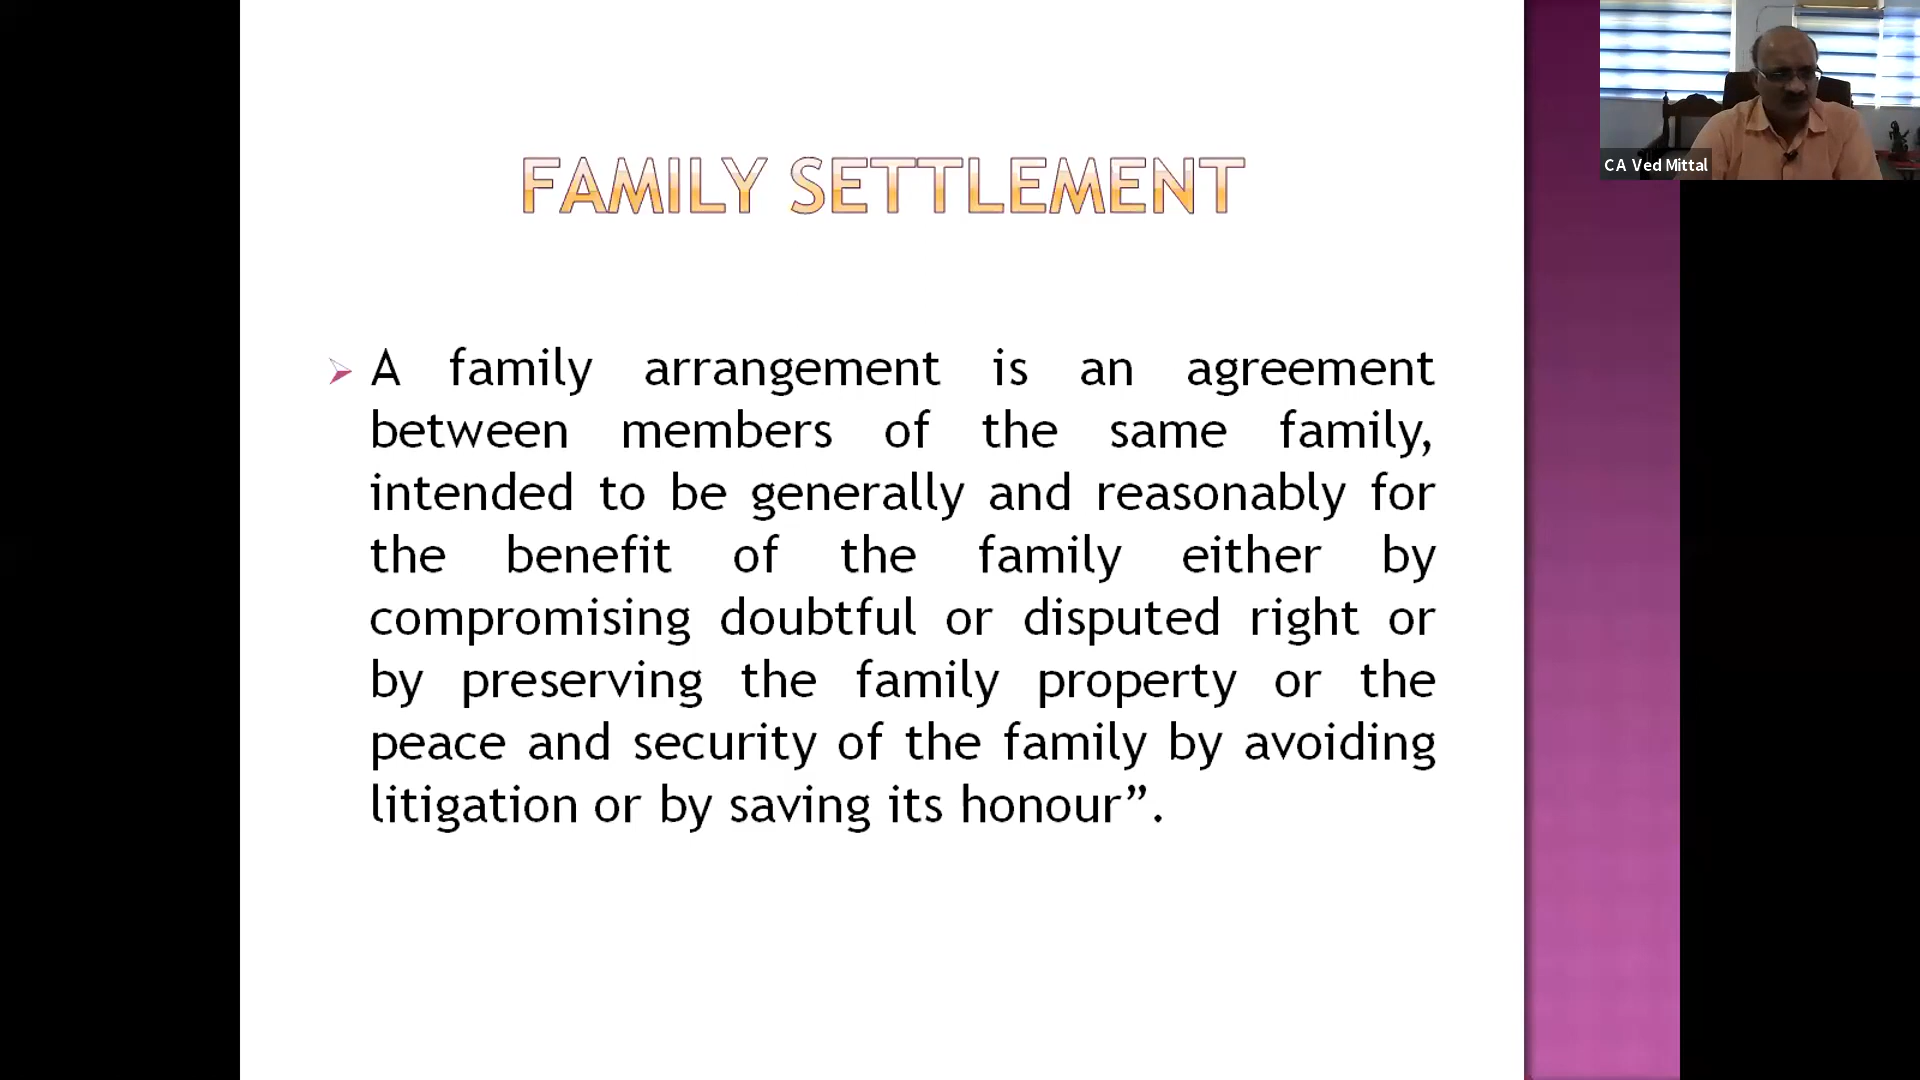 FAMILY SETTLEMENT
CA Ved Mittal
➢ A family arrangement is an agreement
between members of the same family,
intended to be generally and reasonably for
the benefit of the family either by
compromising doubtful or disputed right or
by preserving the family property or the
peace and security of the family by avoiding
litigation or by saving its honour”.